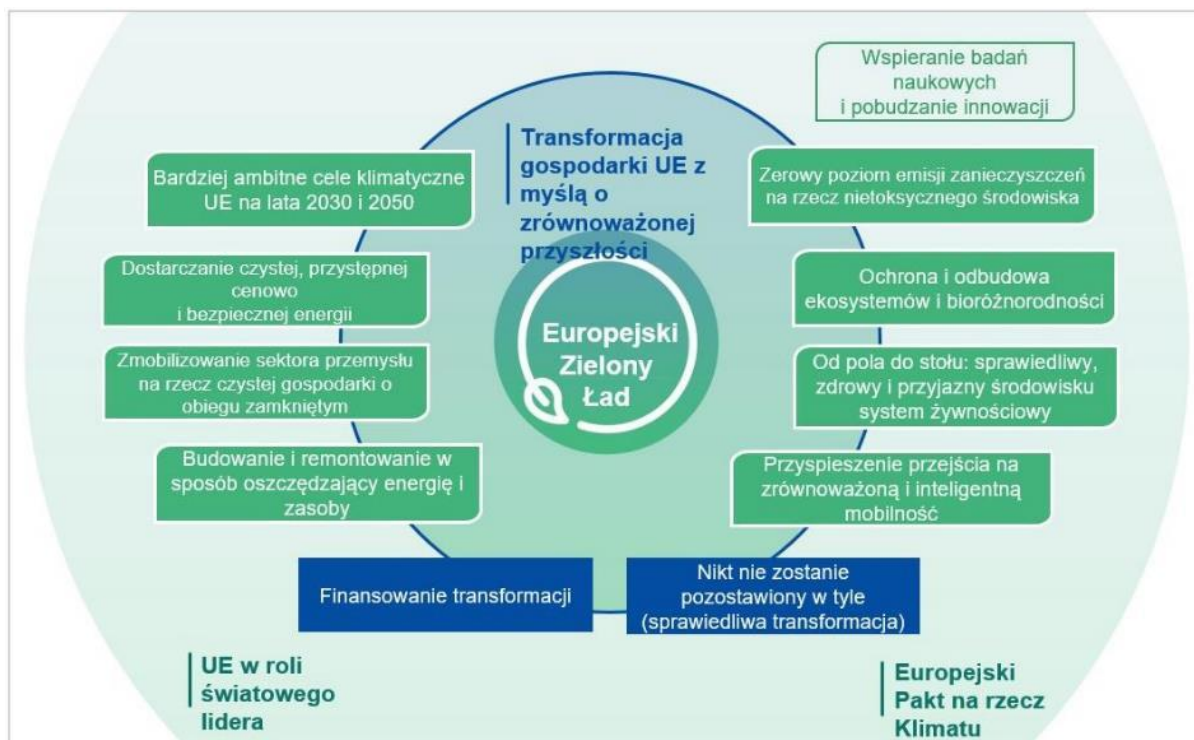 Wspieranie badań
naukowych
i pobudzanie innowacji
Transformacja
gospodarki UE z
myślą o
zrównoważonej
przyszłości
Bardziej ambitne cele klimatyczne
UE na lata 2030 i 2050
Zerowy poziom emisji zanieczyszczeń
na rzecz nietoksycznego środowiska
Dostarczanie czystej, przystępnej
cenowo
i bezpiecznej energii
Ochrona i odbudowa
ekosystemów i bioróżnorodności
Europejski
Zielony
Ład
Zmobilizowanie sektora przemysłu
na rzecz czystej gospodarki o
obiegu zamkniętym
Od pola do stołu: sprawiedliwy,
zdrowy i przyjazny środowisku
system żywnościowy
Budowanie i remontowanie w
sposób oszczędzający energię i
zasoby
Przyspieszenie przejścia na
zrównoważoną i inteligentną
mobilność
Finansowanie transformacji
Nikt nie zostanie
pozostawiony w tyle
(sprawiedliwa transformacja)
UE w roli
światowego
lidera
Europejski
Pakt na rzecz
Klimatu